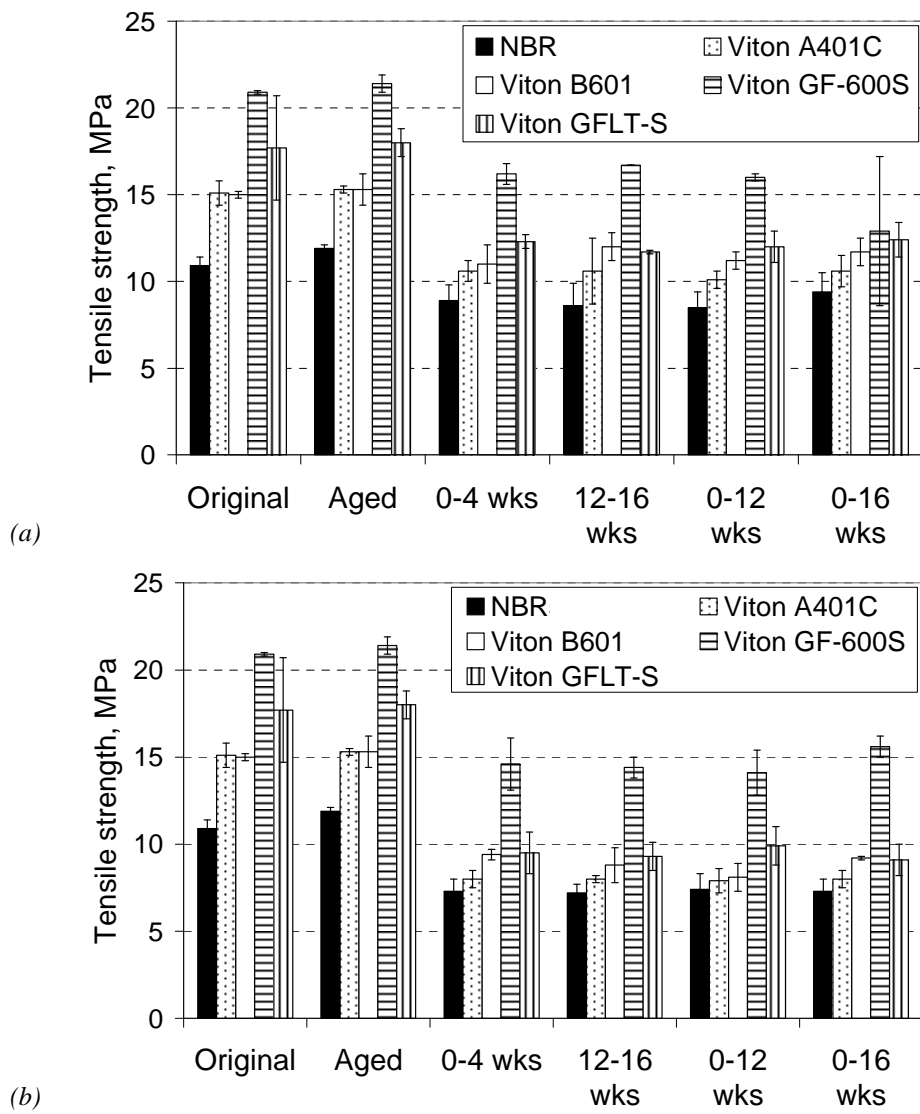 25
20
15
10
5
0
Tensile strength, MPa
NBR Viton A401C
Viton B601 Viton GF-600S
Viton GFLT-S
Original Aged 0-4 wks 12-16 0-12 0-16
wks wks wks
(a)
25
20
15
10
5
0
Tensile strength, MPa
NBR Viton A401C
Viton B601 Viton GF-600S
Viton GFLT-S
Original Aged 0-4 wks 12-16 0-12 0-16
wks wks wks
(b)